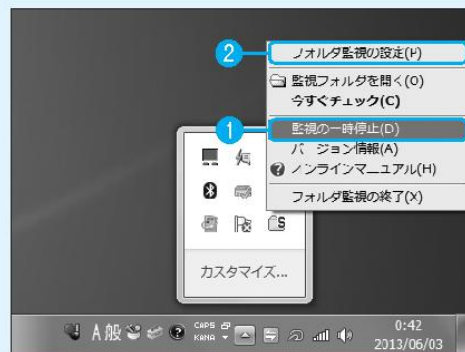 2
フォルダ監視の設定(P)
監視フォルダを開く(O)
今すぐチェック(C)
1
監視の一時停止(D)
バージョン情報(A)
オンラインマニュアル(H)
フォルダ監視の終了(X)
S
カスタマイズ...
A 般
CAPS
KANA
0:42
2013/06/03